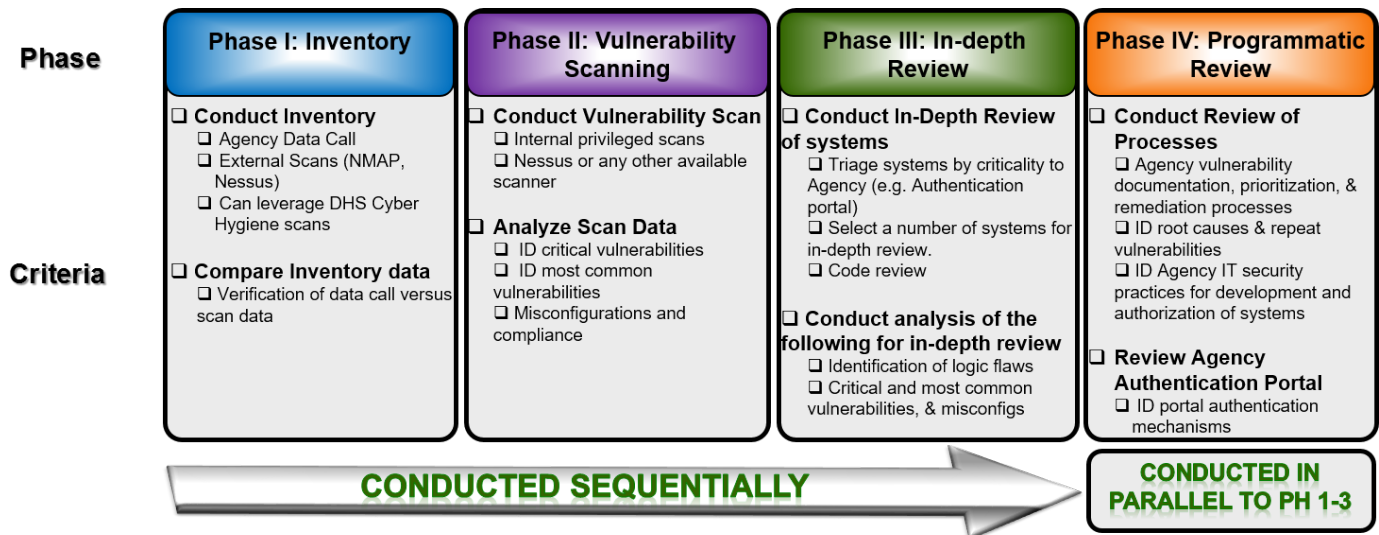 Phase
Criteria
Phase I: Inventory
❑ Conduct Inventory
❑ Agency Data Call
❑ External Scans (NMAP,
Nessus)
❑ Can leverage DHS Cyber
Hygiene scans
❑ Compare Inventory data
❑ Verification of data call versus
scan data
Phase II: Vulnerability
Scanning
❑ Conduct Vulnerability Scan
❑ Internal privileged scans
❑ Nessus or any other available
scanner
❑ Analyze Scan Data
❑ ID critical vulnerabilities
❑ ID most common
vulnerabilities
❑ Misconfigurations and
compliance
Phase III: In-depth
Review
❑ Conduct In-Depth Review
of systems
❑ Triage systems by criticality to
Agency (e.g. Authentication
portal)
❑ Select a number of systems for
in-depth review.
❑ Code review
❑ Conduct analysis of the
following for in-depth review
❑ Identification of logic flaws
❑ Critical and most common
vulnerabilities, & misconfigs
Phase IV: Programmatic
Review
❑ Conduct Review of
Processes
❑ Agency vulnerability
documentation, prioritization, &
remediation processes
❑ ID root causes & repeat
vulnerabilities
❑ ID Agency IT security
practices for development and
authorization of systems
❑ Review Agency
Authentication Portal
❑ ID portal authentication
mechanisms
CONDUCTED SEQUENTIALLY
CONDUCTED IN
PARALLEL TO PH 1-3